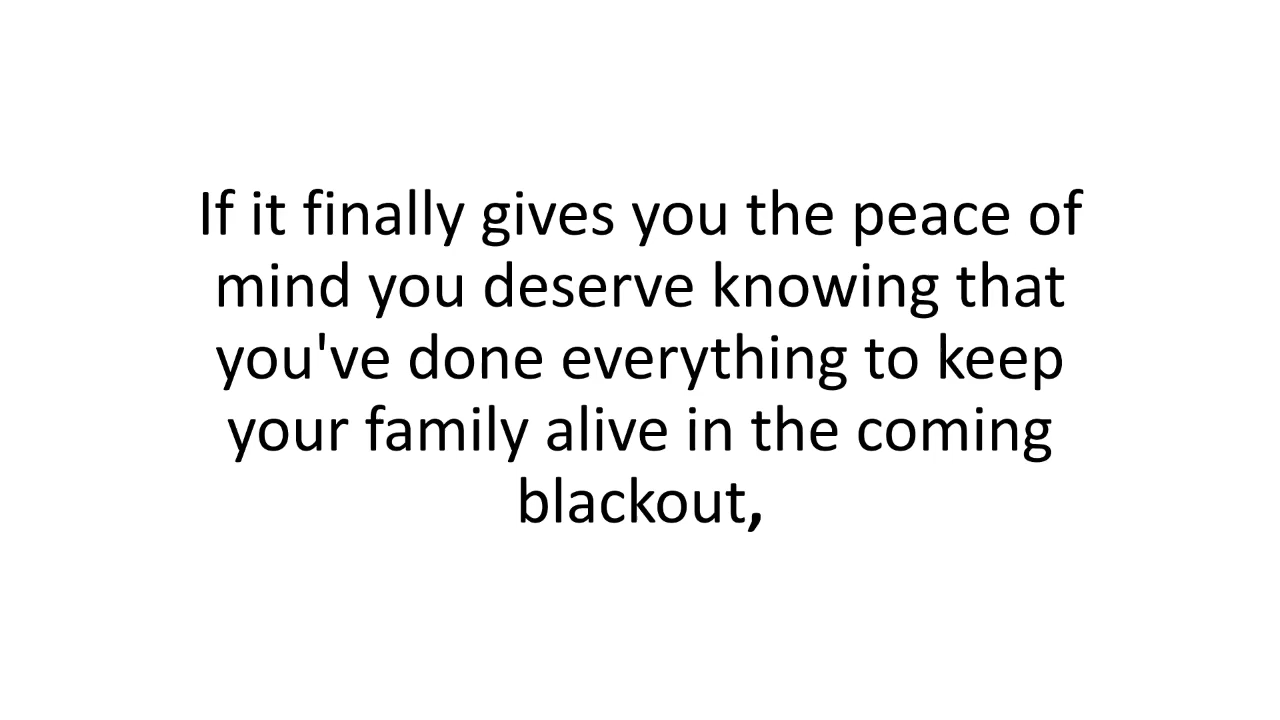 If it finally gives you the peace of
mind you deserve knowing that
you've done everything to keep
your family alive in the coming
blackout,